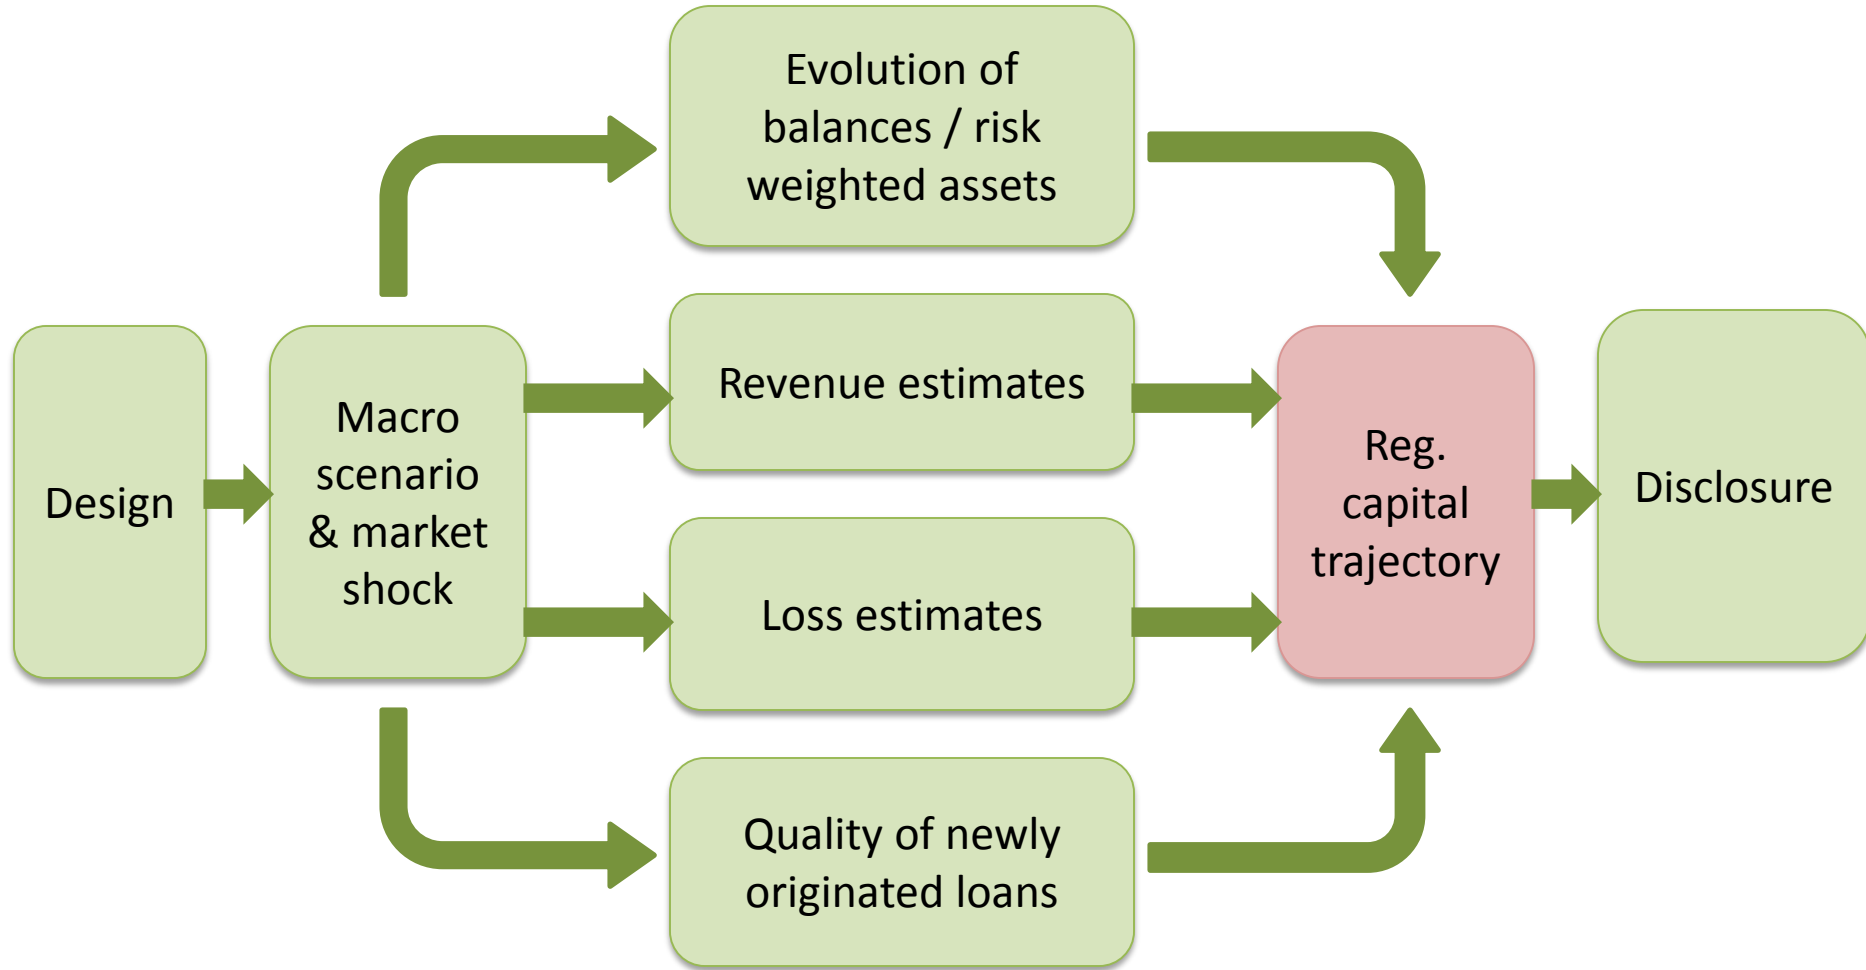 Design
Macro
scenario
& market
shock
Evolution of
balances / risk
weighted assets
Revenue estimates
Loss estimates
Quality of newly
originated loans
Reg.
capital
trajectory
Disclosure